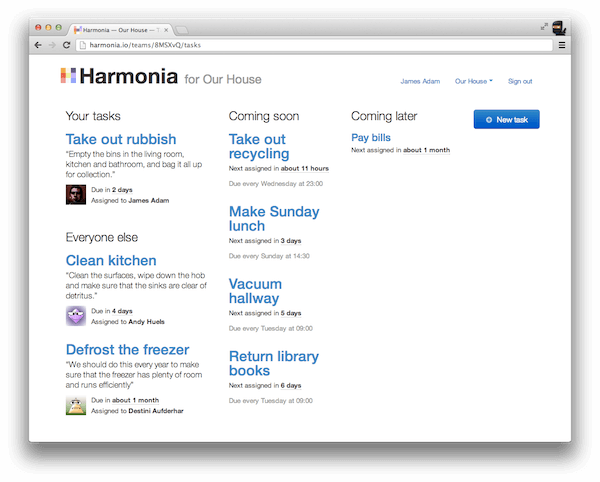 Harmonia — Our House — T
harmonia.io/teams/8MSXvQ/tasks
Harmonia for Our House
James Adam
Our House
Sign out
Your tasks
Take out rubbish
"Empty the bins in the living room,
kitchen and bathroom, and bag it all up
for collection."
Due in 2 days
Assigned to James Adam
Everyone else
Clean kitchen
"Clean the surfaces, wipe down the hob
and make sure that the sinks are clear of
detritus."
Due in 4 days
Assigned to Andy Huels
Defrost the freezer
"We should do this every year to make
sure that the freezer has plenty of room
and runs efficiently"
Due in about 1 month
Assigned to Destini Aufderhar
Coming soon
Take out
recycling
Next assigned in about 11 hours
Due every Wednesday at 23:00
Make Sunday
lunch
Next assigned in 3 days
Due every Sunday at 14:30
Vacuum
hallway
Next assigned in 5 days
Due every Tuesday at 09:00
Return library
books
Next assigned in 6 days
Due every Tuesday at 09:00
Coming later
Pay bills
Next assigned in about 1 month
New task